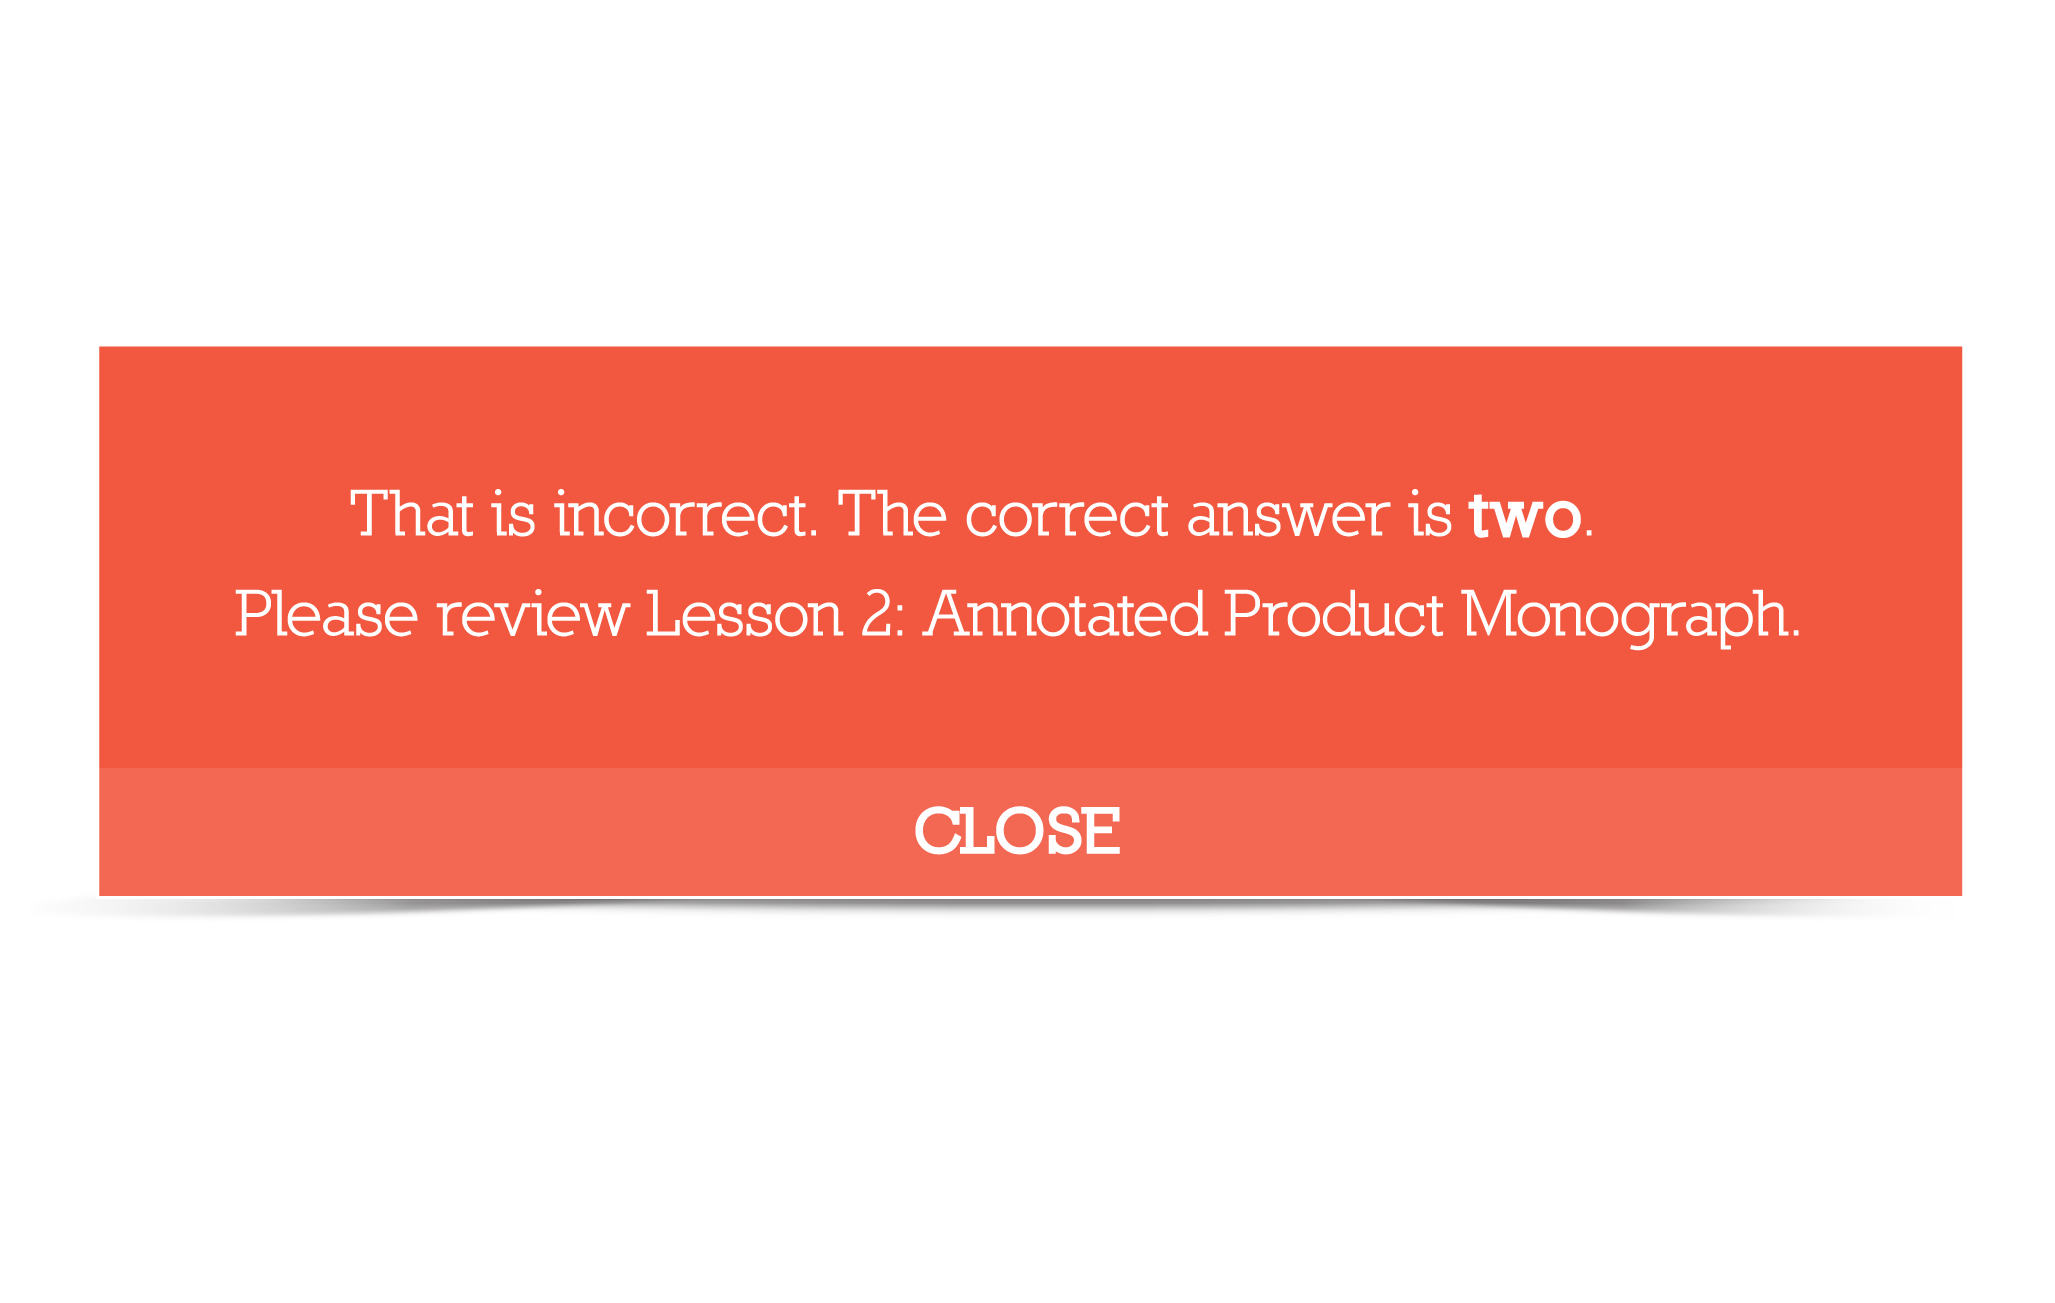 That is incorrect. The correct answer is two.
Please review Lesson 2: Annotated Product Monograph.
CLOSE